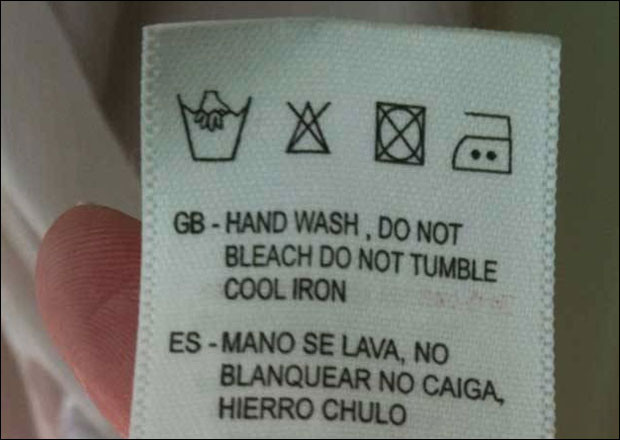 GB - HAND WASH , DO NOT
BLEACH DO NOT TUMBLE
COOL IRON
ES - MANO SE LAVA, NO
BLANQUEAR NO CAIGA,
HIERRO CHULO